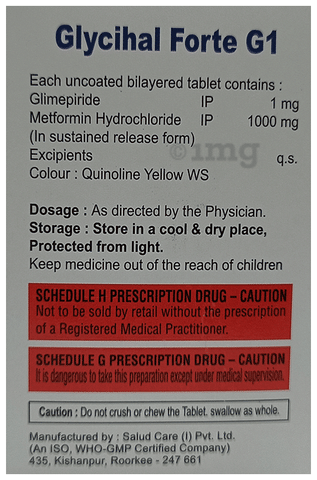 Glycihal Forte G1
Each uncoated bilayered tablet contains :
Glimepiride IP 1 mg
Metformin Hydrochloride IP 1000 mg
(In sustained release form)
Excipients q.s.
Colour : Quinoline Yellow WS
1mg
Dosage : As directed by the Physician.
Storage : Store in a cool & dry place,
Protected from light.
Keep medicine out of the reach of children
SCHEDULE H PRESCRIPTION DRUG – CAUTION
Not to be sold by retail without the prescription
of a Registered Medical Practitioner.
SCHEDULE G PRESCRIPTION DRUG – CAUTION
It is dangerous to take this preparation except under medical supervision.
Caution : Do not crush or chew the Tablet. swallow as whole.
Manufactured by : Salud Care (I) Pvt. Ltd.
(An ISO, WHO-GMP Certified Company)
435, Kishanpur, Roorkee - 247 661